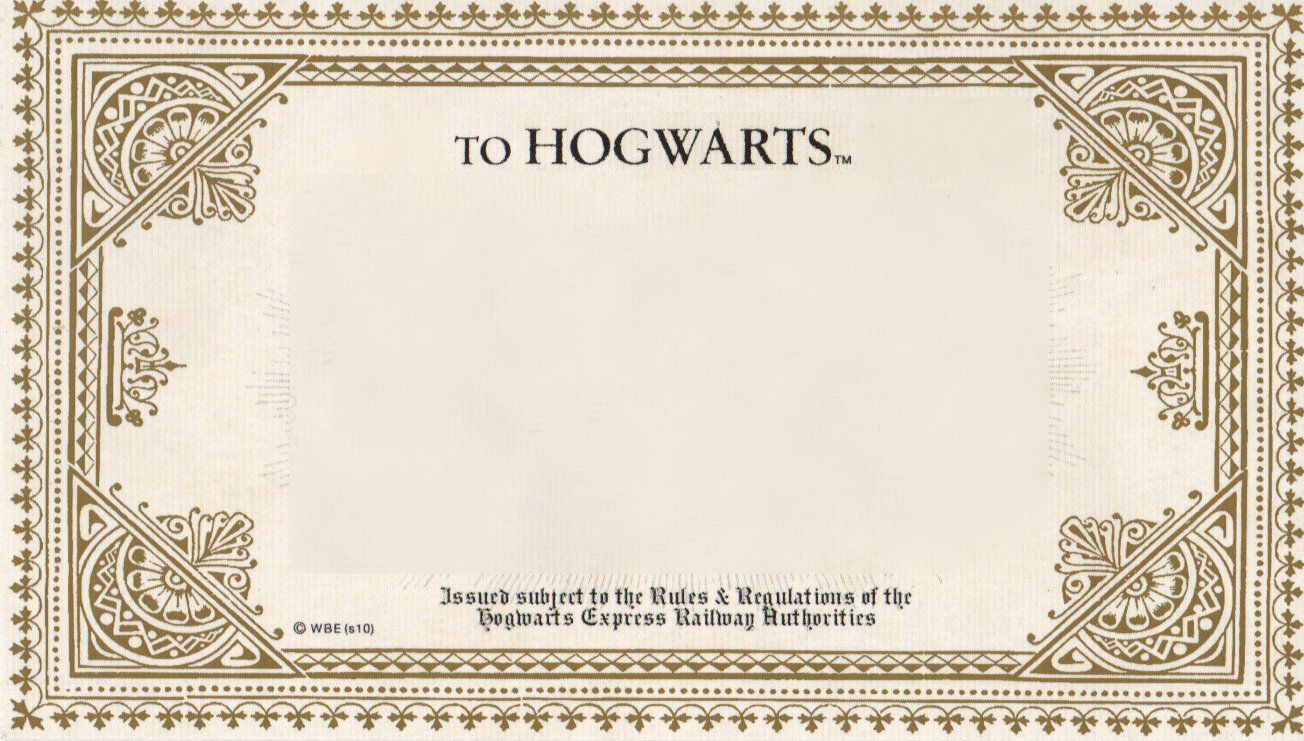 TO HOGWARTS™
Issued subject to the Rules & Regulations of the
Hogwarts Express Railway Authorities
© WBE (s10)